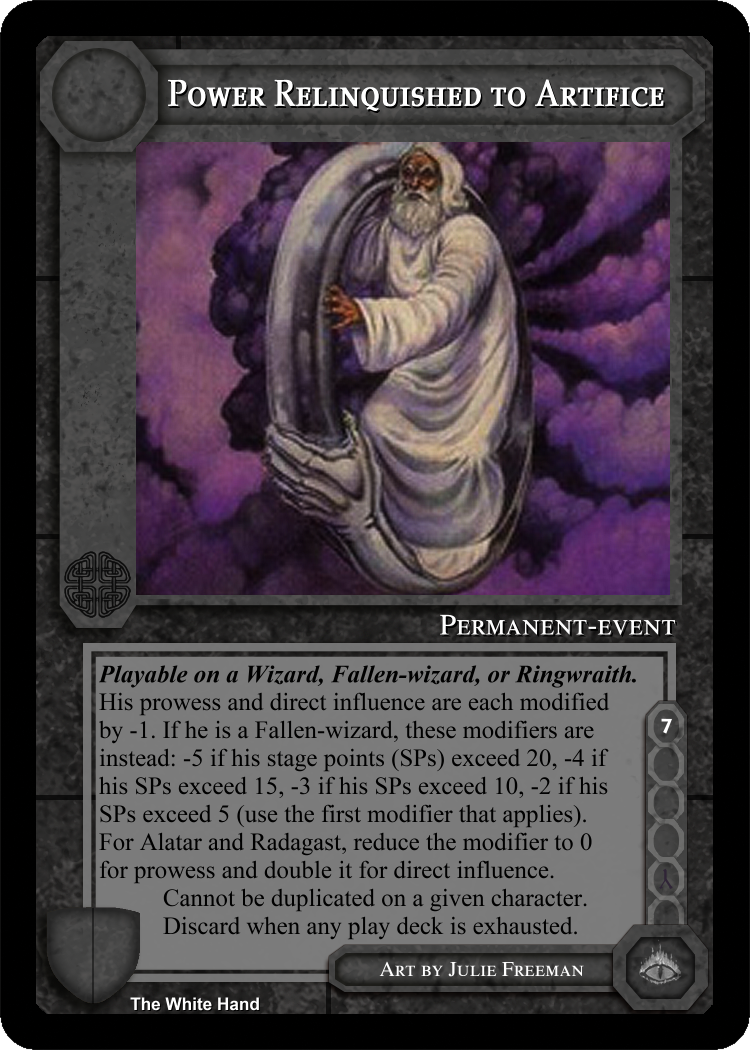 Power Relinquished to Artifice
Permanent-event
Playable on a Wizard, Fallen-wizard, or Ringwraith.
His prowess and direct influence are each modified
by -1. If he is a Fallen-wizard, these modifiers are
instead: -5 if his stage points (SPs) exceed 20, -4 if
his SPs exceed 15, -3 if his SPs exceed 10, -2 if his
SPs exceed 5 (use the first modifier that applies).
For Alatar and Radagast, reduce the modifier to 0
for prowess and double it for direct influence.
Cannot be duplicated on a given character.
Discard when any play deck is exhausted.
7
Art by Julie Freeman
The White Hand